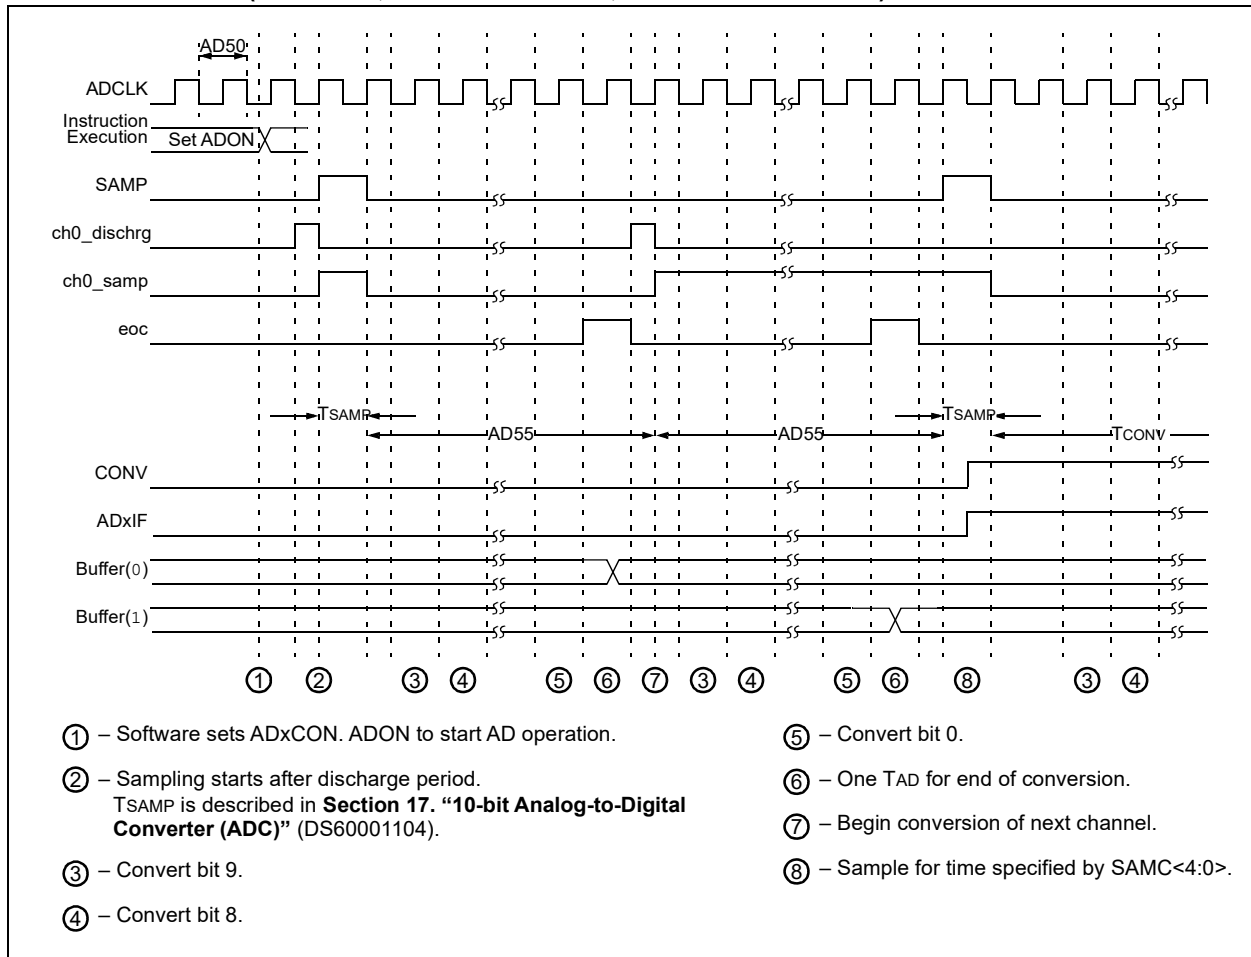 AD50
ADCLK
Instruction
Execution
Set ADON
SAMP
ch0_dischrg
ch0_samp
eoc
TSAMP
TSAMP
AD55
AD55
TCONV
CONV
ADxIF
Buffer(0)
Buffer(1)
1 2 3 4 5 6 7 3 4 5 6 8 3 4
1 – Software sets ADxCON. ADON to start AD operation.
2 – Sampling starts after discharge period.
TSAMP is described in Section 17. “10-bit Analog-to-Digital
Converter (ADC)” (DS60001104).
3 – Convert bit 9.
4 – Convert bit 8.
5 – Convert bit 0.
6 – One TAD for end of conversion.
7 – Begin conversion of next channel.
8 – Sample for time specified by SAMC<4:0>.